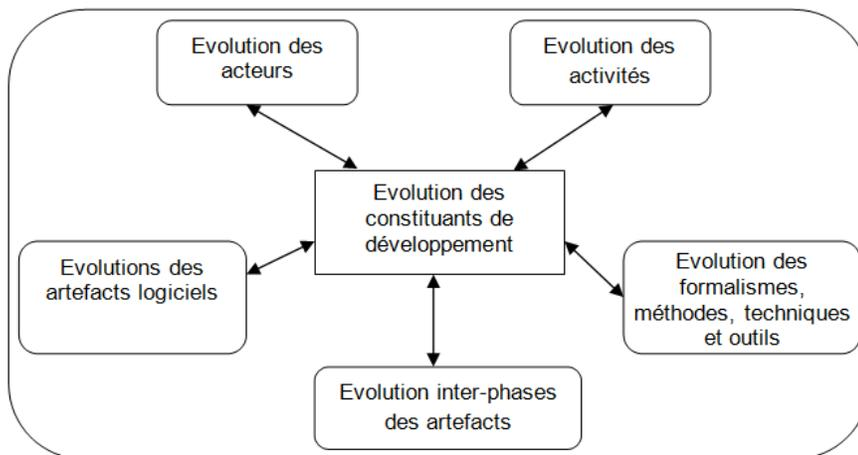 Evolution des
acteurs
Evolution des
activités
Evolution des
constituants de
développement
Evolutions des
artefacts logiciels
Evolution des
formalismes,
méthodes, techniques
et outils
Evolution inter-phases
des artefacts